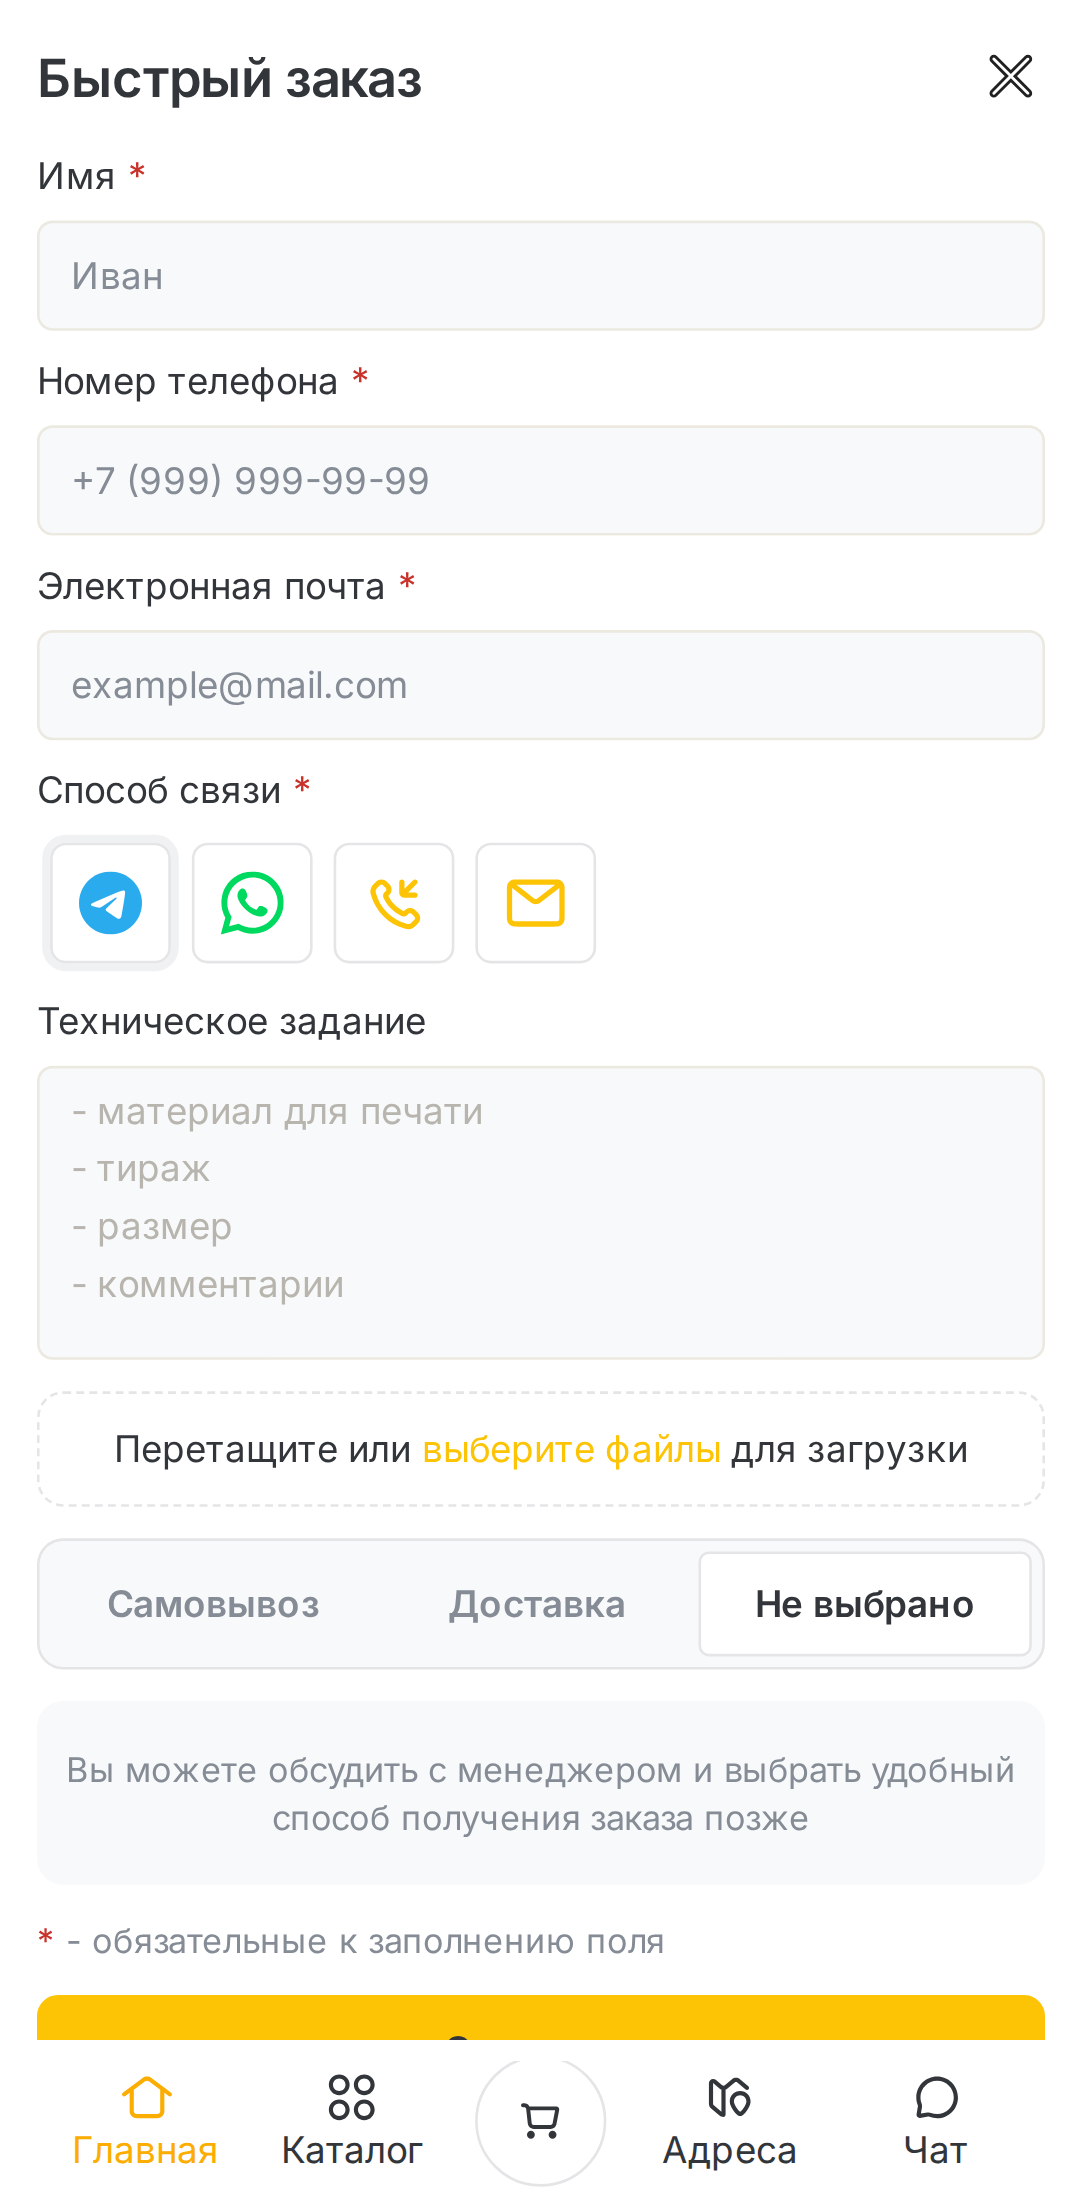 Быстрый заказ
Имя *
Иван
Номер телефона *
+7 (999) 999-99-99
Электронная почта *
example@mail.com
Способ связи *
Техническое задание
- материал для печати
- тираж
- размер
- комментарии
Перетащите или выберите файлы для загрузки
Самовывоз Доставка Не выбрано
Вы можете обсудить с менеджером и выбрать удобный
способ получения заказа позже
* - обязательные к заполнению поля
Главная Каталог Адреса Чат